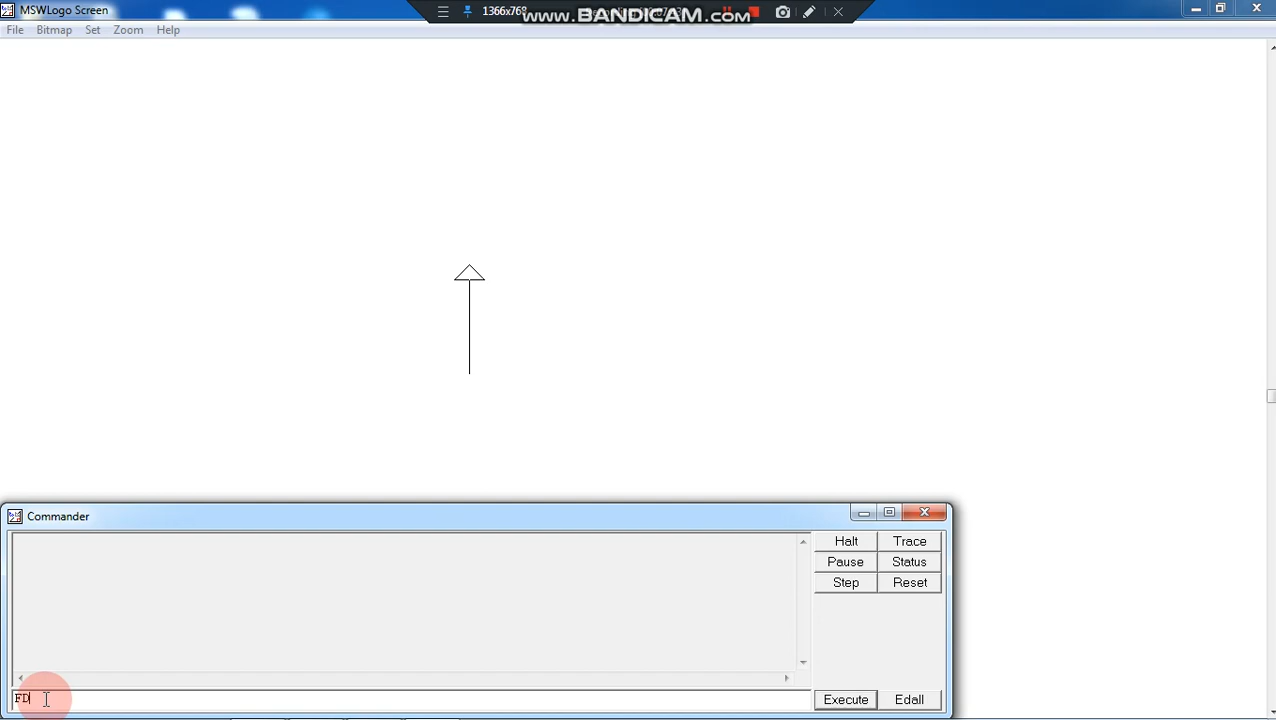 MSWLogo Screen
1366x768
www.BANDICAM.com
File Bitmap Set Zoom Help
Commander
Halt Trace
Pause Status
Step Reset
FD
Execute Edall